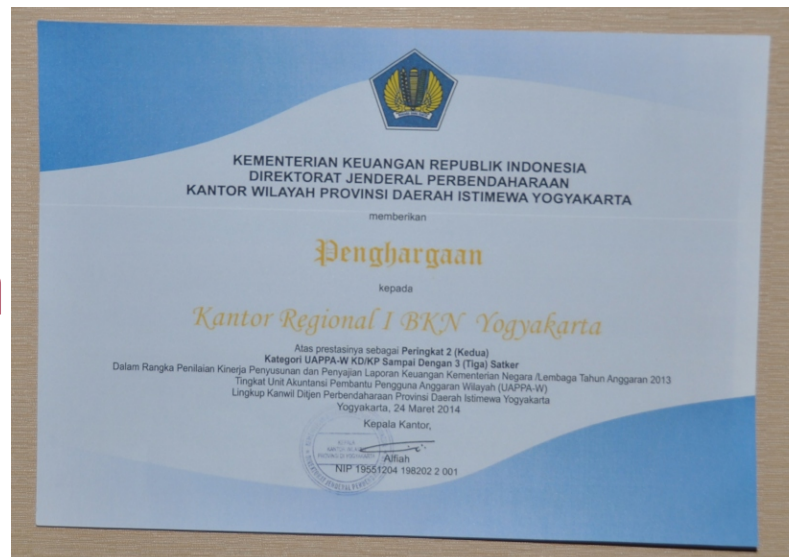 KEMENTERIAN KEUANGAN REPUBLIK INDONESIA
DIREKTORAT JENDERAL PERBENDAHARAAN
KANTOR WILAYAH PROVINSI DAERAH ISTIMEWA YOGYAKARTA
memberikan
Penghargaan
kepada
Kantor Regional I BKN Yogyakarta
Atas prestasinya sebagai Peringkat 2 (Kedua)
Kategori UAPPA-W KD/KP Sampai Dengan 3 (Tiga) Satker
Dalam Rangka Penilaian Kinerja Penyusunan dan Penyajian Laporan Keuangan Kementerian Negara /Lembaga Tahun Anggaran 2013
Tingkat Unit Akuntansi Pembantu Pengguna Anggaran Wilayah (UAPPA-W)
Lingkup Kanwil Ditjen Perbendaharaan Provinsi Daerah Istimewa Yogyakarta
Yogyakarta, 24 Maret 2014
Kepala Kantor,
Alfiah
NIP 19551204 198202 2 001